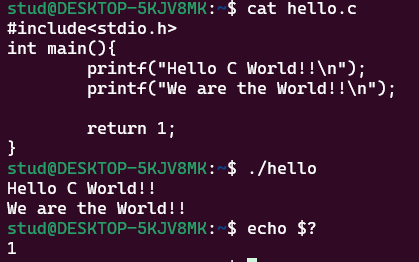 stud@DESKTOP-5KJV8MK:~$ cat hello.c
#include<stdio.h>
int main(){
        printf("Hello C World!!\n");
        printf("We are the World!!\n");

        return 1;
}
stud@DESKTOP-5KJV8MK:~$ ./hello
Hello C World!!
We are the World!!
stud@DESKTOP-5KJV8MK:~$ echo $?
1